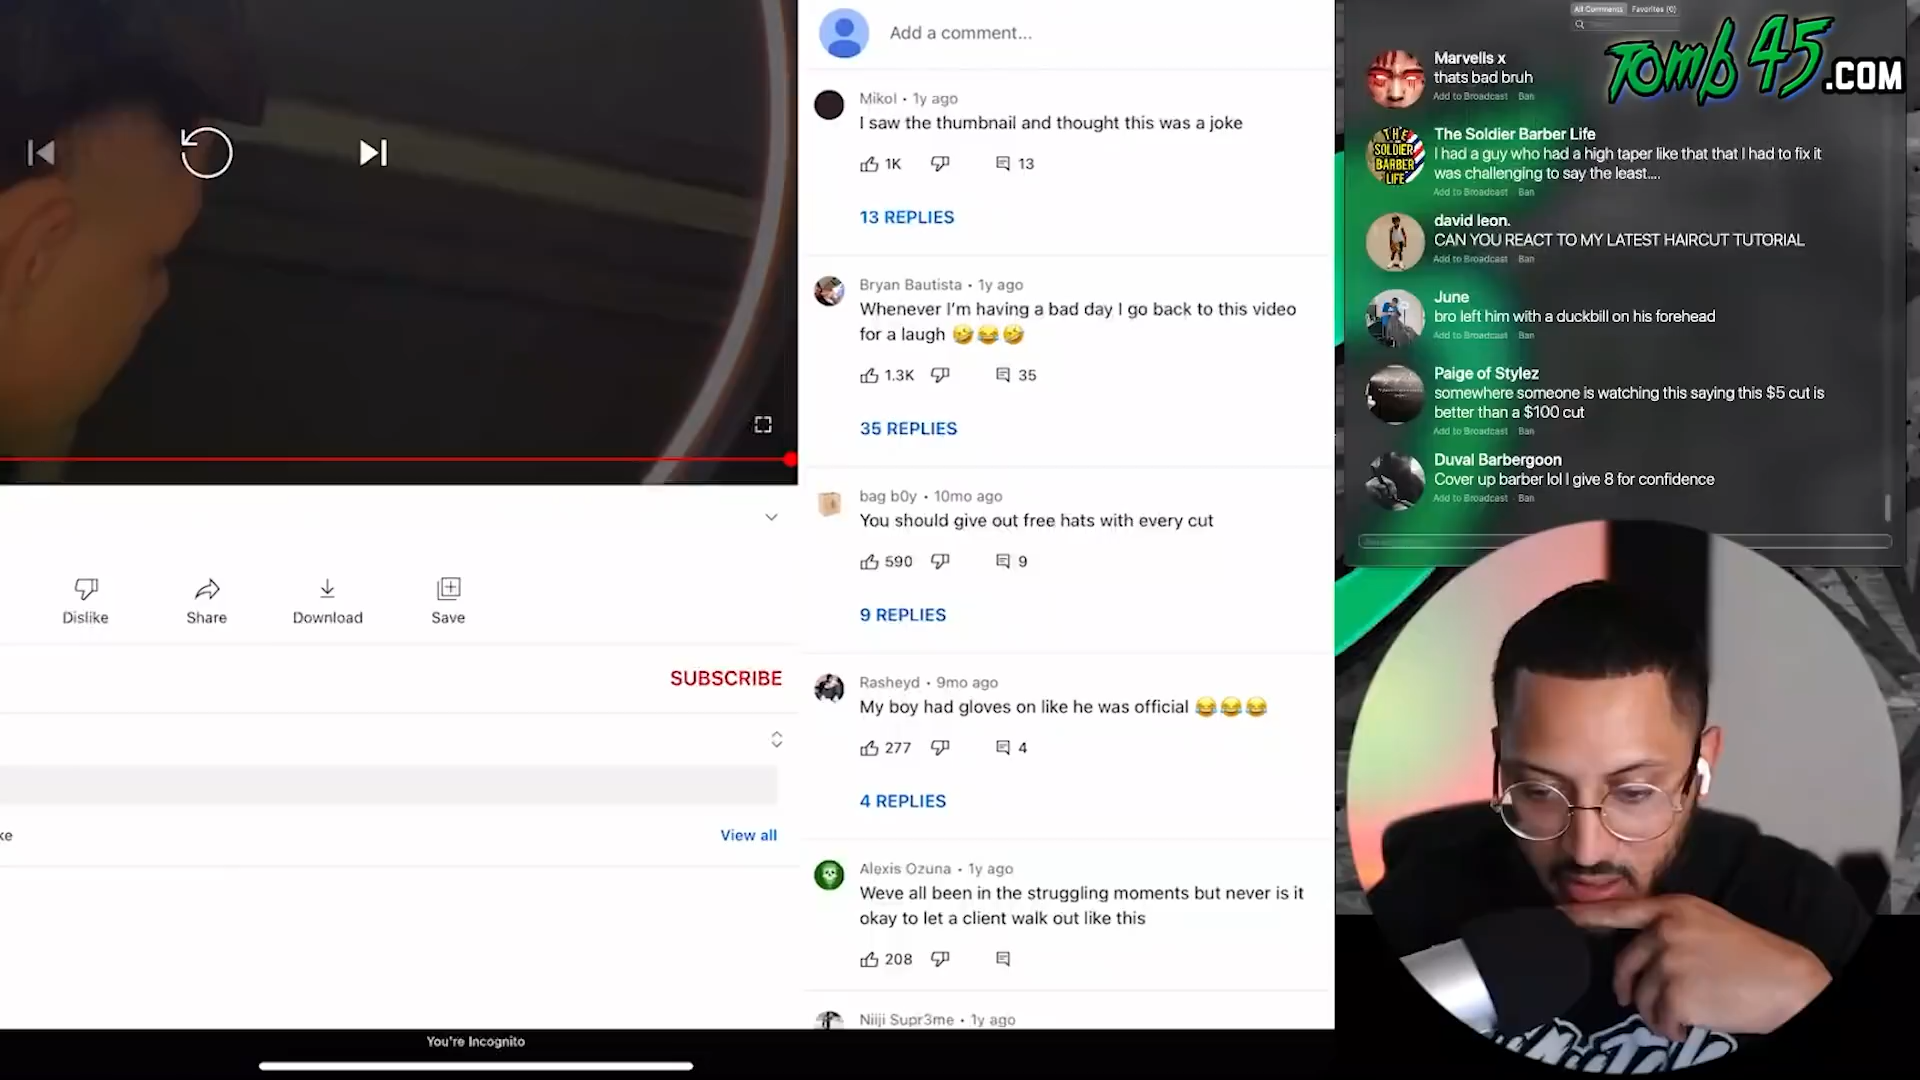 Dislike
Share
Download
Save
SUBSCRIBE
View all
You're Incognito
Add a comment...
Mikol • 1y ago
I saw the thumbnail and thought this was a joke
1K
13
13 REPLIES
Bryan Bautista • 1y ago
Whenever I'm having a bad day I go back to this video
for a laugh 🤣😂🤣
1.3K
35
35 REPLIES
bag b0y • 10mo ago
You should give out free hats with every cut
590
9
9 REPLIES
Rasheyd • 9mo ago
My boy had gloves on like he was official 😂😂😂
277
4
4 REPLIES
Alexis Ozuna • 1y ago
Weve all been in the struggling moments but never is it
okay to let a client walk out like this
208
Niiji Supr3me • 1y ago
All Comments Favorites (0)
TOMB 45.COM
Marvells x
thats bad bruh
Add to Broadcast Ban
THE
SOLDIER
BARBER
LIFE
The Soldier Barber Life
I had a guy who had a high taper like that that I had to fix it
was challenging to say the least....
Add to Broadcast Ban
david leon.
CAN YOU REACT TO MY LATEST HAIRCUT TUTORIAL
Add to Broadcast Ban
June
bro left him with a duckbill on his forehead
Add to Broadcast Ban
Paige of Stylez
somewhere someone is watching this saying this $5 cut is
better than a $100 cut
Add to Broadcast Ban
Duval Barbergoon
Cover up barber lol I give 8 for confidence
Add to Broadcast Ban